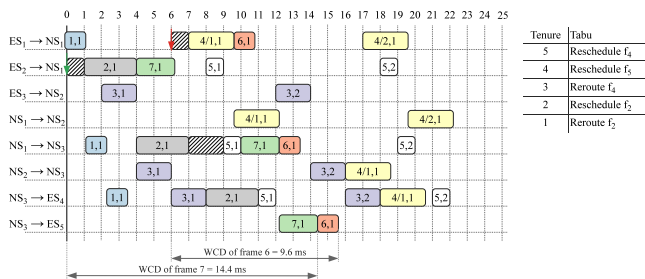 0 1 2 3 4 5 6 7 8 9 10 11 12 13 14 15 16 17 18 19 20 21 22 23 24 25
ES1 → NS1 1,1 4/1,1 6,1 4/2,1
ES2 → NS1 2,1 7,1 5,1 5,2
ES3 → NS2 3,1 3,2
NS1 → NS2 4/1,1 4/2,1
NS1 → NS3 1,1 2,1 5,1 7,1 6,1 5,2
NS2 → NS3 3,1 3,2 4/1,1
NS3 → ES4 1,1 3,1 2,1 5,1 3,2 4/1,1 5,2
NS3 → ES5 7,1 6,1
WCD of frame 6 = 9.6 ms
WCD of frame 7 = 14.4 ms
Tenure Tabu
5 Reschedule f4
4 Reschedule f5
3 Reroute f4
2 Reschedule f2
1 Reroute f2